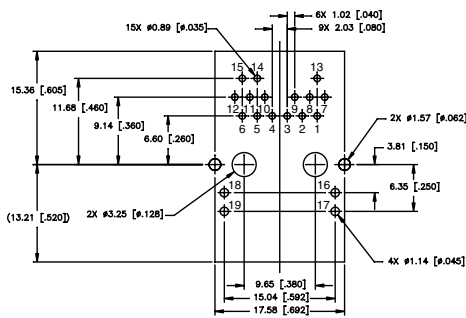 6X 1.02 [.040]
15X ø0.89 [ø.035]
9X 2.03 [.080]
15 14 13
15.36 [.605]
11.68 [.460]
12 11 10 9 8 7
9.14 [.360]
6 5 4 3 2 1
6.60 [.260]
2X ø1.57 [ø.062]
3.81 [.150]
18 16
6.35 [.250]
2X ø3.25 [ø.128]
19 17
(13.21 [.520])
4X ø1.14 [ø.045]
9.65 [.380]
15.04 [.592]
17.58 [.692]